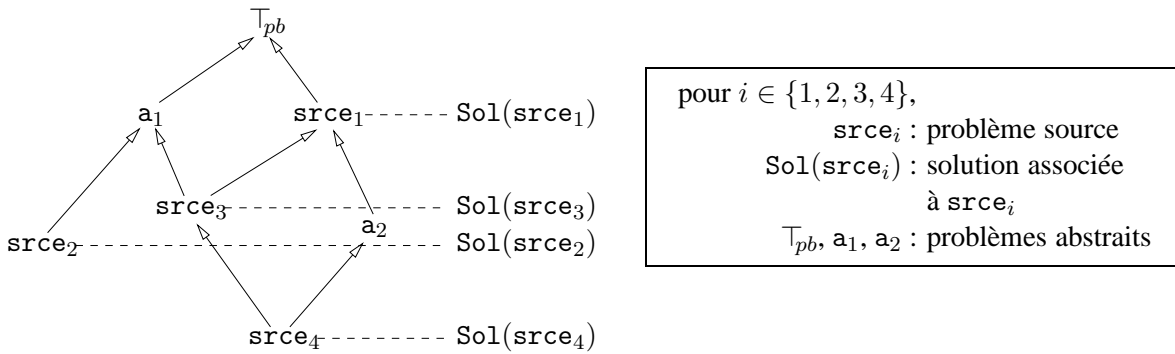 ⊤pb
a1
srce1
Sol(srce1)
srce3
Sol(srce3)
a2
srce2
Sol(srce2)
srce4
Sol(srce4)
pour i ∈ {1, 2, 3, 4},
srcei : problème source
Sol(srcei) : solution associée
à srcei
⊤pb, a1, a2 : problèmes abstraits